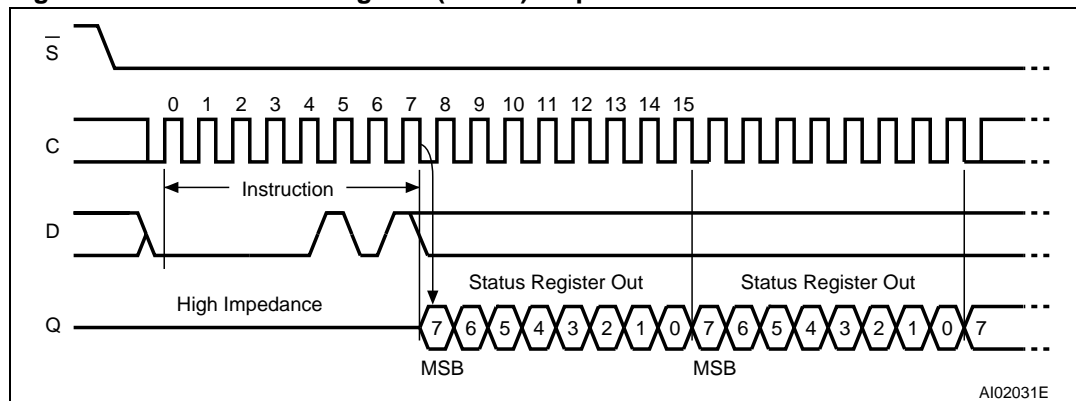 S
0 1 2 3 4 5 6 7 8 9 10 11 12 13 14 15
C
Instruction
D
Status Register Out Status Register Out
High Impedance
Q 7 6 5 4 3 2 1 0 7 6 5 4 3 2 1 0 7
MSB MSB
AI02031E